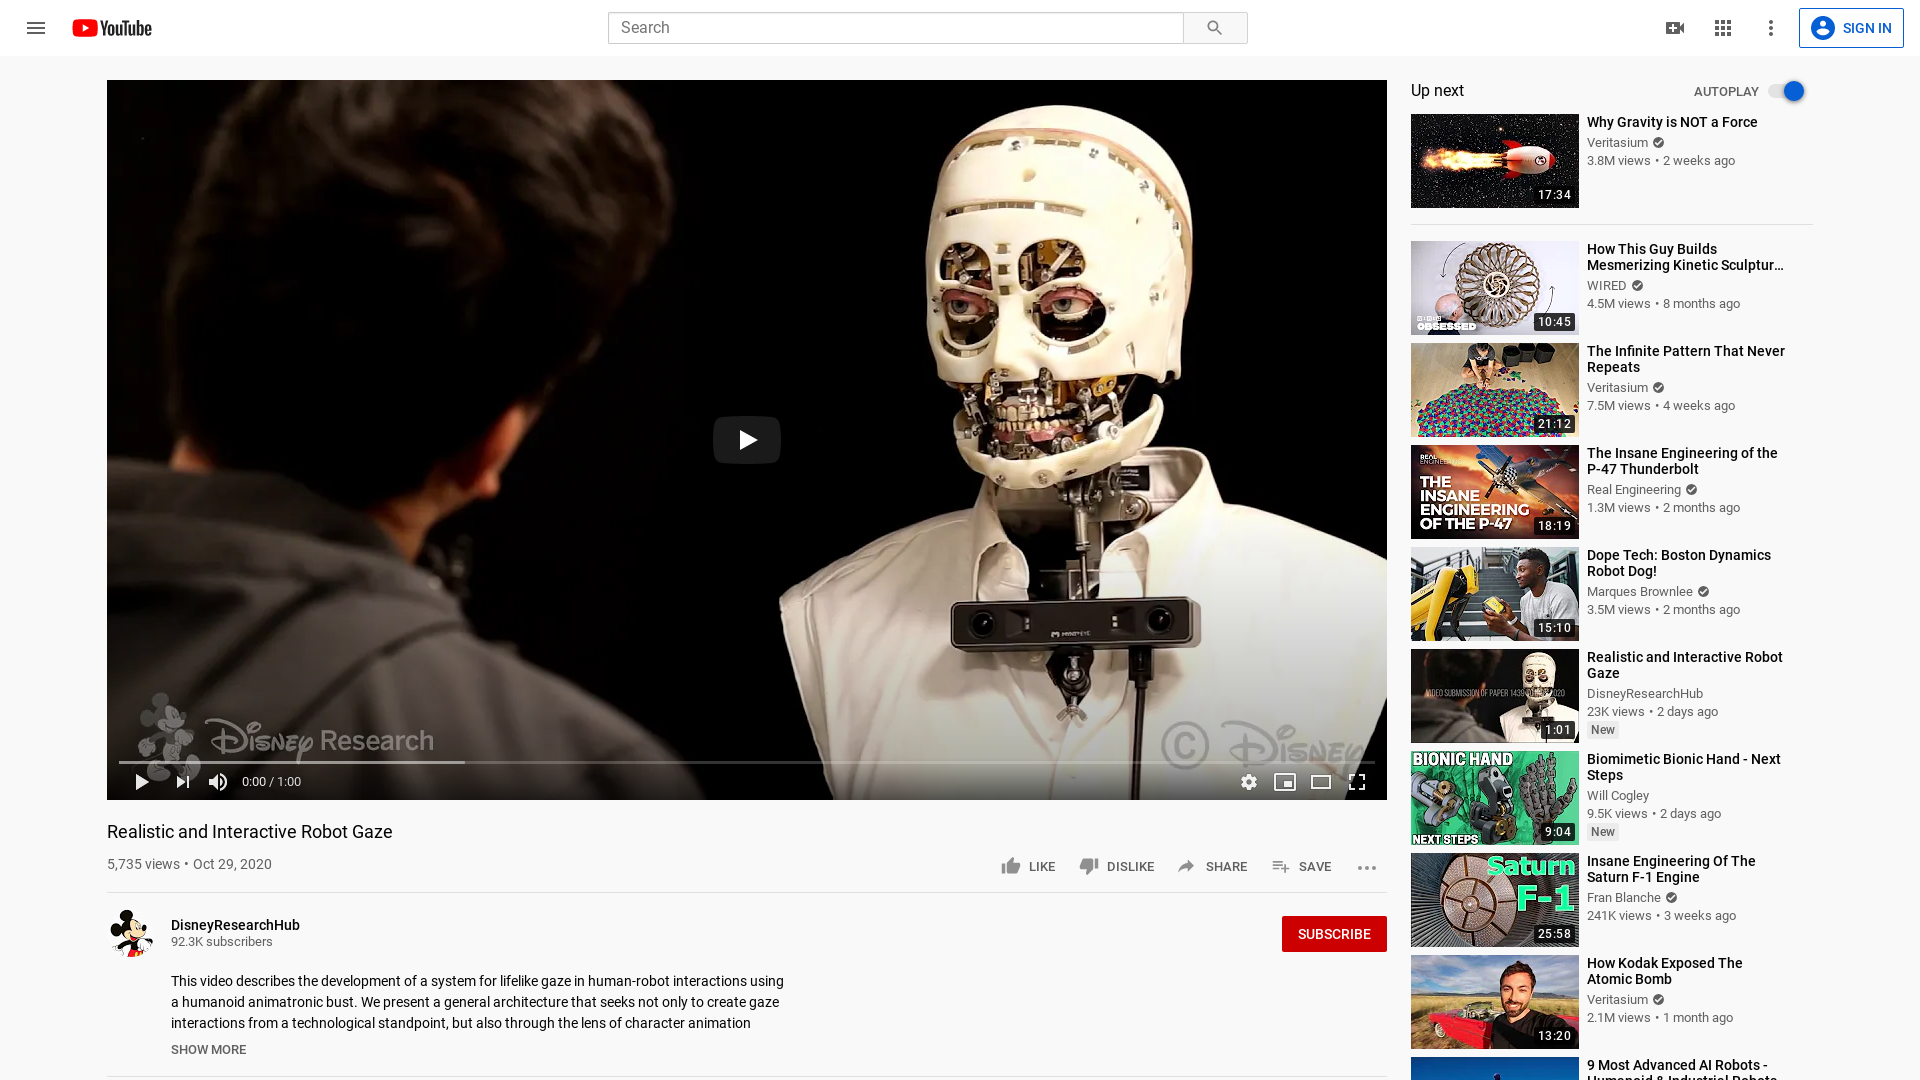 YouTube
Search
SIGN IN
Disney Research
© Disney
MYNT EYE
0:00 / 1:00
Realistic and Interactive Robot Gaze
5,735 views • Oct 29, 2020
LIKE
DISLIKE
SHARE
SAVE
DisneyResearchHub
92.3K subscribers
SUBSCRIBE
This video describes the development of a system for lifelike gaze in human-robot interactions using
a humanoid animatronic bust. We present a general architecture that seeks not only to create gaze
interactions from a technological standpoint, but also through the lens of character animation
SHOW MORE
Up next
AUTOPLAY
17:34
Why Gravity is NOT a Force
Veritasium
3.8M views • 2 weeks ago
OBSESSED
10:45
How This Guy Builds
Mesmerizing Kinetic Sculptur...
WIRED
4.5M views • 8 months ago
21:12
The Infinite Pattern That Never
Repeats
Veritasium
7.5M views • 4 weeks ago
REAL
ENGINEERING
THE
INSANE
ENGINEERING
OF THE P-47
18:19
The Insane Engineering of the
P-47 Thunderbolt
Real Engineering
1.3M views • 2 months ago
15:10
Dope Tech: Boston Dynamics
Robot Dog!
Marques Brownlee
3.5M views • 2 months ago
VIDEO SUBMISSION OF PAPER 1439 2020
1:01
Realistic and Interactive Robot
Gaze
DisneyResearchHub
23K views • 2 days ago
New
BIONIC HAND
NEXT STEPS
9:04
Biomimetic Bionic Hand - Next
Steps
Will Cogley
9.5K views • 2 days ago
New
Saturn
F-1
25:58
Insane Engineering Of The
Saturn F-1 Engine
Fran Blanche
241K views • 3 weeks ago
13:20
How Kodak Exposed The
Atomic Bomb
Veritasium
2.1M views • 1 month ago
9 Most Advanced AI Robots -
Humanoid & Industrial Robots